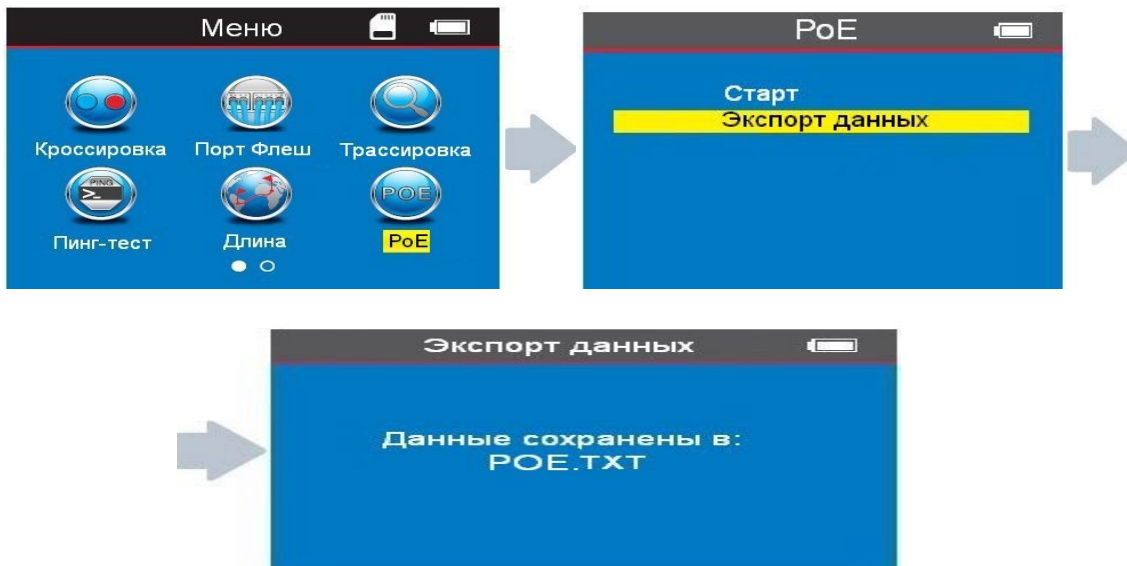 Меню
Кроссировка Порт Флеш Трассировка
PING
>_
POE
Пинг-тест Длина PoE
PoE
Старт
Экспорт данных
Экспорт данных
Данные сохранены в:
POE.TXT